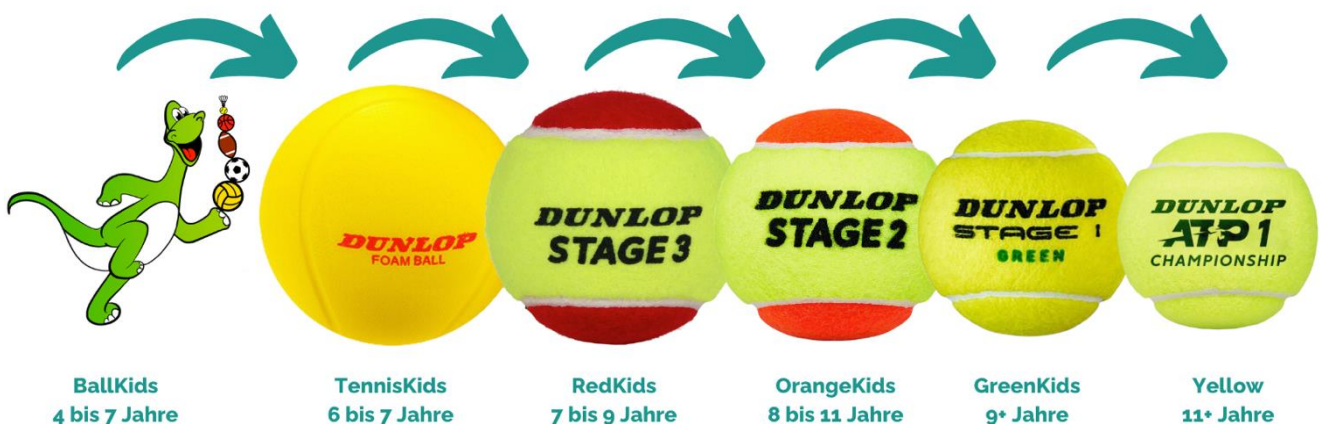 DUNLOP
FOAM BALL
DUNLOP
STAGE 3
DUNLOP
STAGE 2
DUNLOP
STAGE 1
GREEN
DUNLOP
ATP 1
CHAMPIONSHIP
BallKids
4 bis 7 Jahre
TennisKids
6 bis 7 Jahre
RedKids
7 bis 9 Jahre
OrangeKids
8 bis 11 Jahre
GreenKids
9+ Jahre
Yellow
11+ Jahre